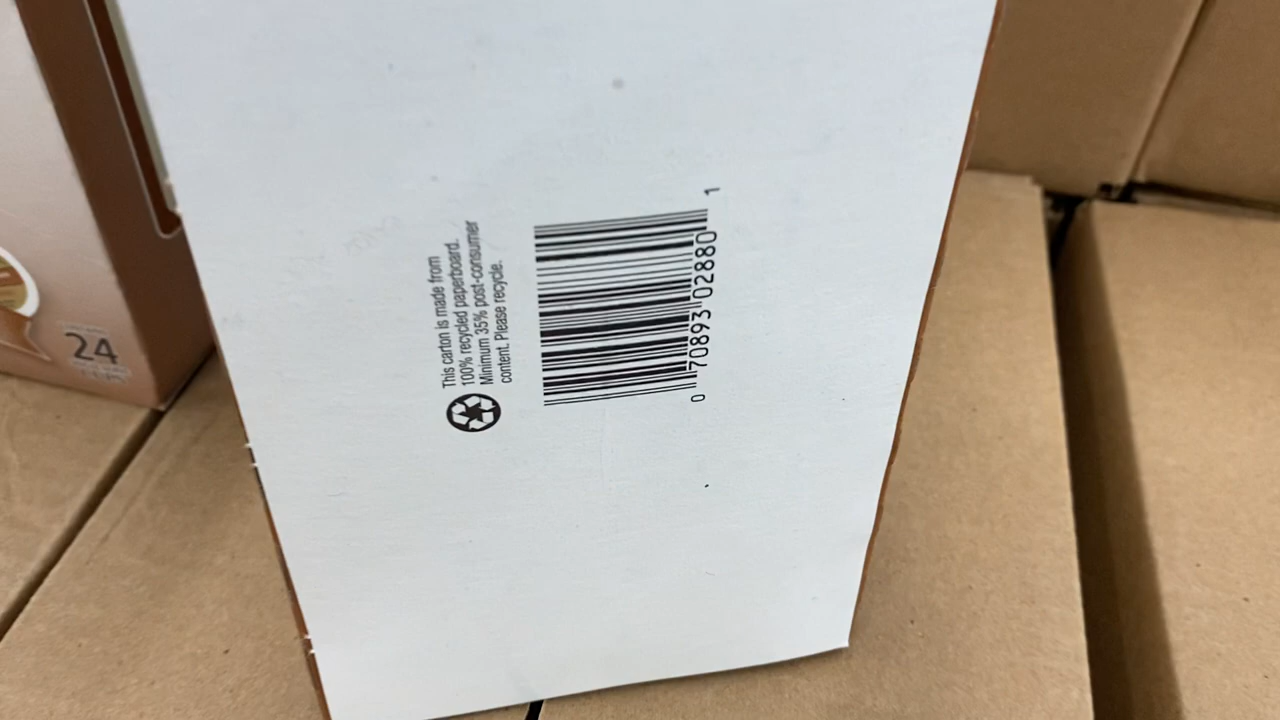 This carton is made from
100% recycled paperboard.
Minimum 35% post-consumer
content. Please recycle.
0 70893 02880 1
24